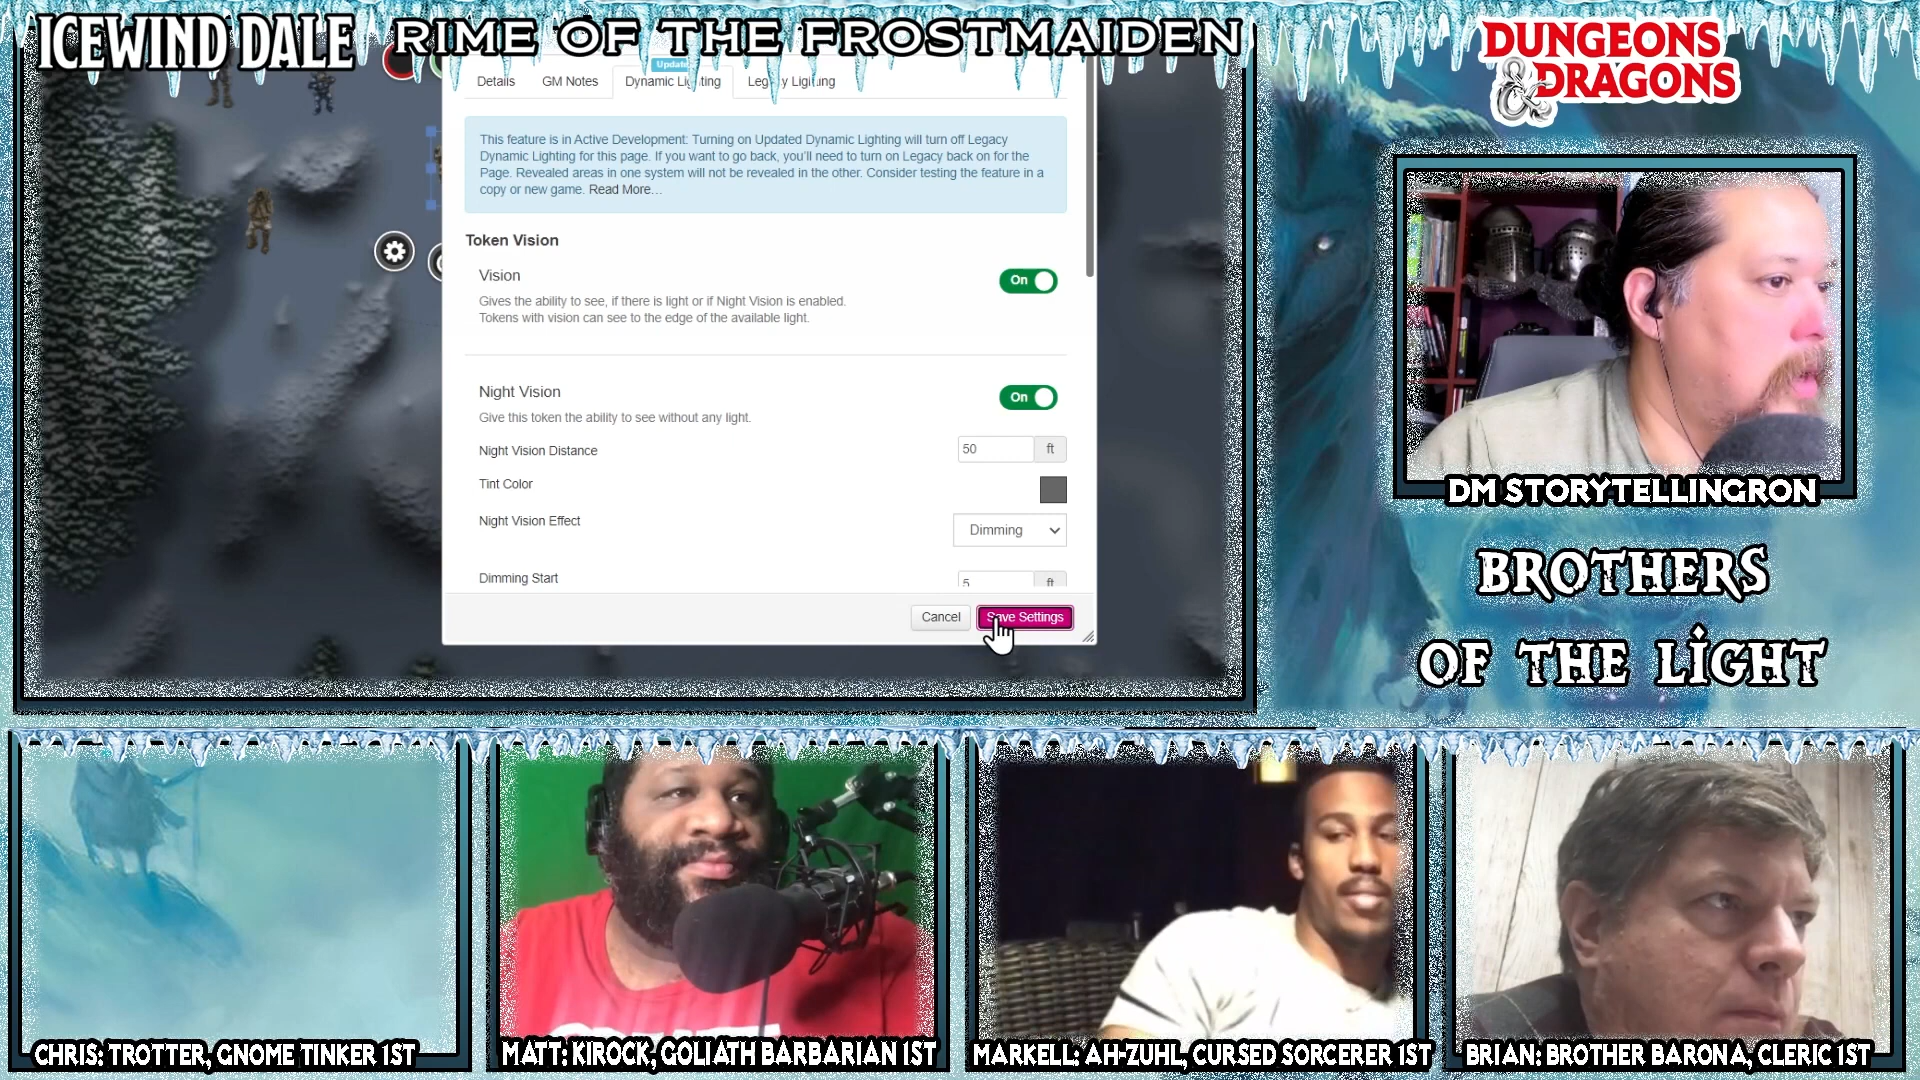 ICEWIND DALE RIME OF THE FROSTMAIDEN
DUNGEONS
& DRAGONS
Details GM Notes Dynamic Lighting Legacy Lighting
This feature is in Active Development: Turning on Updated Dynamic Lighting will turn off Legacy
Dynamic Lighting for this page. If you want to go back, you'll need to turn on Legacy back on for the
Page. Revealed areas in one system will not be revealed in the other. Consider testing the feature in a
copy or new game. Read More...
Token Vision
Vision
On
Gives the ability to see, if there is light or if Night Vision is enabled.
Tokens with vision can see to the edge of the available light.
Night Vision
On
Give this token the ability to see without any light.
Night Vision Distance 50 ft
Tint Color
Night Vision Effect Dimming
Dimming Start 5 ft
Cancel Save Settings
DM STORYTELLINGRON
BROTHERS
OF THE LIGHT
CHRIS: TROTTER, GNOME TINKER 1ST
MATT: KIROCK, GOLIATH BARBARIAN 1ST
MARKELL: AH-ZUHL, CURSED SORCERER 1ST
BRIAN: BROTHER BARONA, CLERIC 1ST